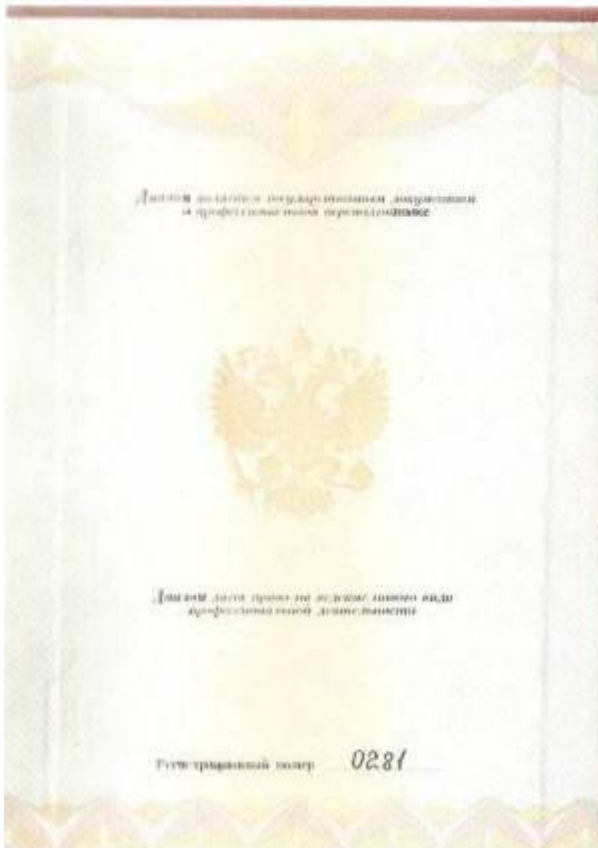 Диплом является государственным документом
о профессиональной переподготовке
Диплом дает право на ведение нового вида
профессиональной деятельности
Регистрационный номер 0281